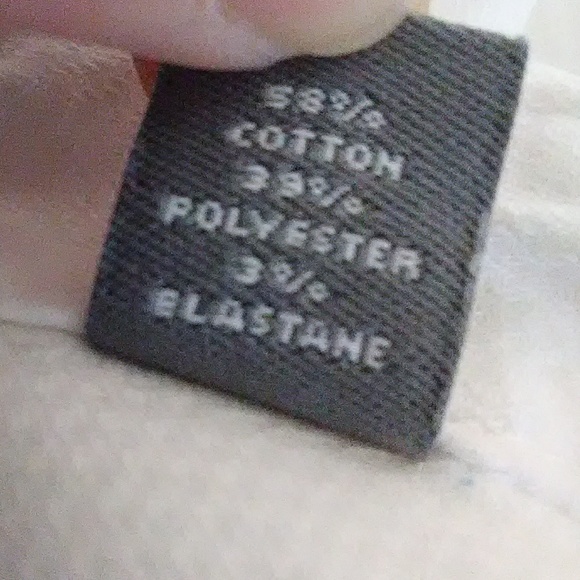 58%
COTTON
39%
POLYESTER
3%
ELASTANE